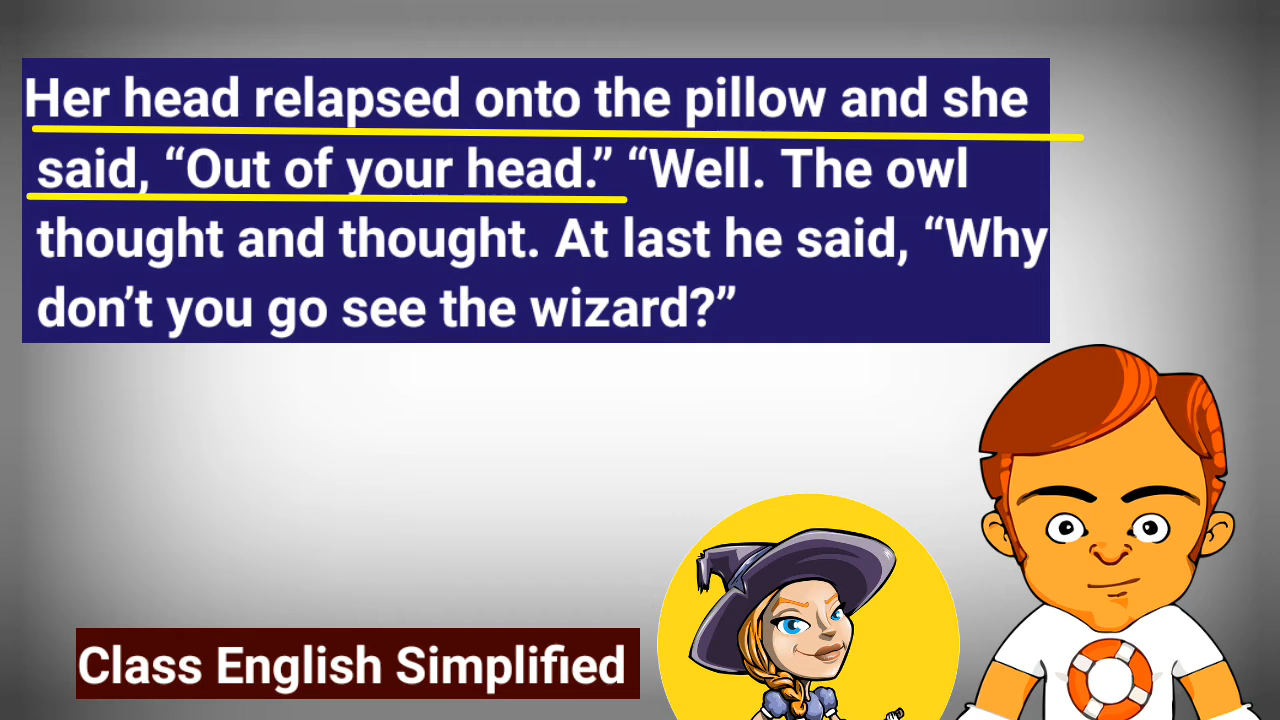 Her head relapsed onto the pillow and she
said, “Out of your head.” “Well. The owl
thought and thought. At last he said, “Why
don’t you go see the wizard?”
Class English Simplified